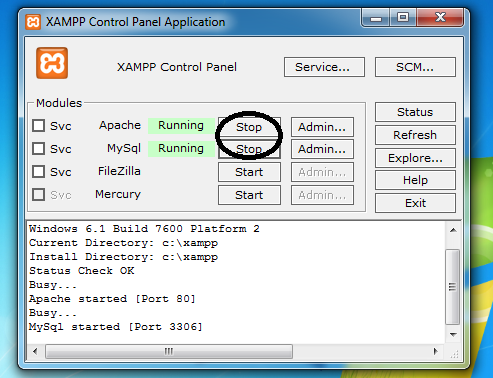 XAMPP Control Panel Application
XAMPP Control Panel
Service...
SCM...
Modules
Svc Apache Running Stop Admin...
Svc MySql Running Stop Admin...
Svc FileZilla Start Admin...
Svc Mercury Start Admin...
Status
Refresh
Explore...
Help
Exit
Windows 6.1 Build 7600 Platform 2
Current Directory: c:\xampp
Install Directory: c:\xampp
Status Check OK
Busy...
Apache started [Port 80]
Busy...
MySql started [Port 3306]